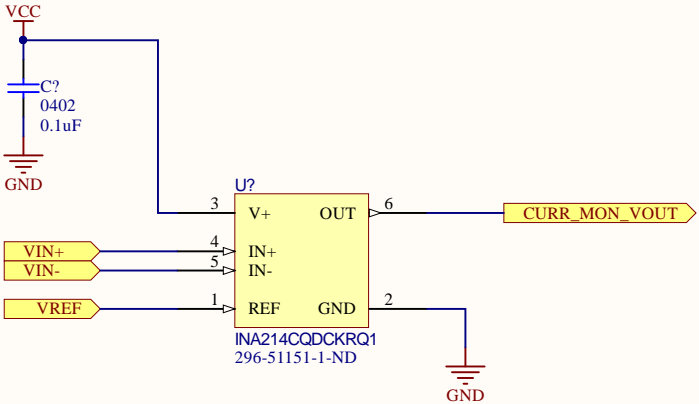 VCC
C?
0402
0.1uF
GND
U?
3 V+ OUT 6 CURR_MON_VOUT
VIN+ 4 IN+
VIN- 5 IN-
VREF 1 REF GND 2
INA214CQDCKRQ1
296-51151-1-ND
GND